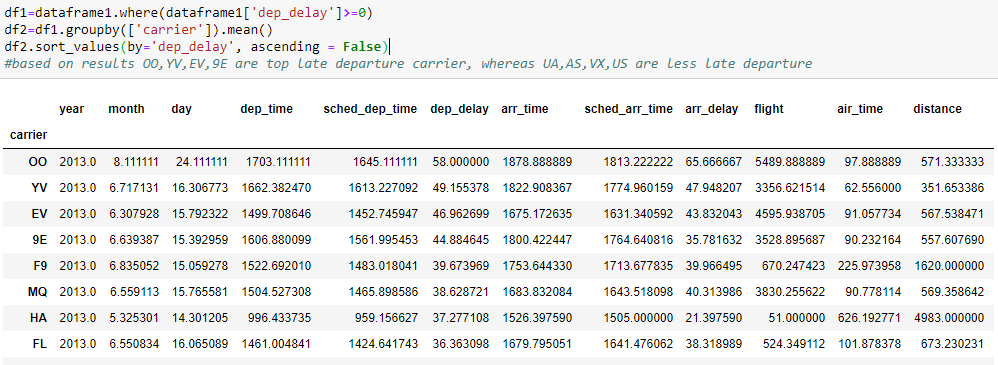 df1=dataframe1.where(dataframe1['dep_delay']>=0)
df2=df1.groupby(['carrier']).mean()
df2.sort_values(by='dep_delay', ascending = False)
#based on results OO,YV,EV,9E are top late departure carrier, whereas UA,AS,VX,US are less late departure
year month day dep_time sched_dep_time dep_delay arr_time sched_arr_time arr_delay flight air_time distance
carrier
OO 2013.0 8.111111 24.111111 1703.111111 1645.111111 58.000000 1878.888889 1813.222222 65.666667 5489.888889 97.888889 571.333333
YV 2013.0 6.717131 16.306773 1662.382470 1613.227092 49.155378 1822.908367 1774.960159 47.948207 3356.621514 62.556000 351.653386
EV 2013.0 6.307928 15.792322 1499.708646 1452.745947 46.962699 1675.172635 1631.340592 43.832043 4595.938705 91.057734 567.538471
9E 2013.0 6.639387 15.392959 1606.880099 1561.995453 44.884645 1800.422447 1764.640816 35.781632 3528.895687 90.232164 557.607690
F9 2013.0 6.835052 15.059278 1522.692010 1483.018041 39.673969 1753.644330 1713.677835 39.966495 670.247423 225.973958 1620.000000
MQ 2013.0 6.559113 15.765581 1504.527308 1465.898586 38.628721 1683.832084 1643.518098 40.313986 3830.255622 90.778114 569.358642
HA 2013.0 5.325301 14.301205 996.433735 959.156627 37.277108 1526.397590 1505.000000 21.397590 51.000000 626.192771 4983.000000
FL 2013.0 6.550834 16.065089 1461.004841 1424.641743 36.363098 1679.795051 1641.476062 38.318989 524.349112 101.878378 673.230231